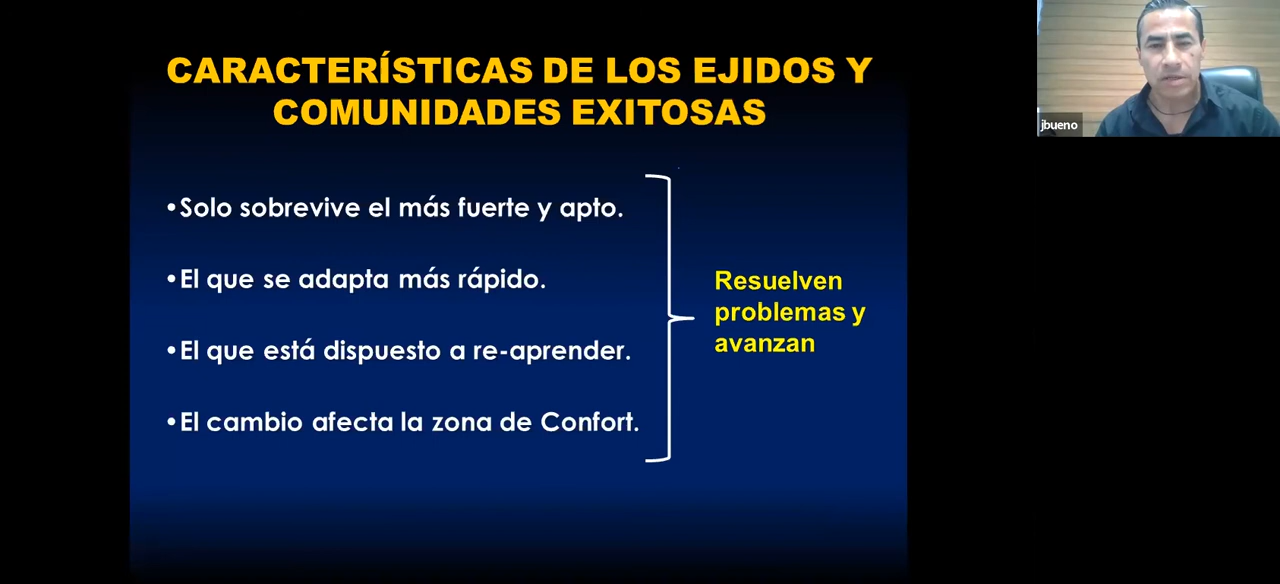 CARACTERÍSTICAS DE LOS EJIDOS Y
COMUNIDADES EXITOSAS
•Solo sobrevive el más fuerte y apto.
•El que se adapta más rápido.
•El que está dispuesto a re-aprender.
•El cambio afecta la zona de Confort.
Resuelven
problemas y
avanzan
jbueno